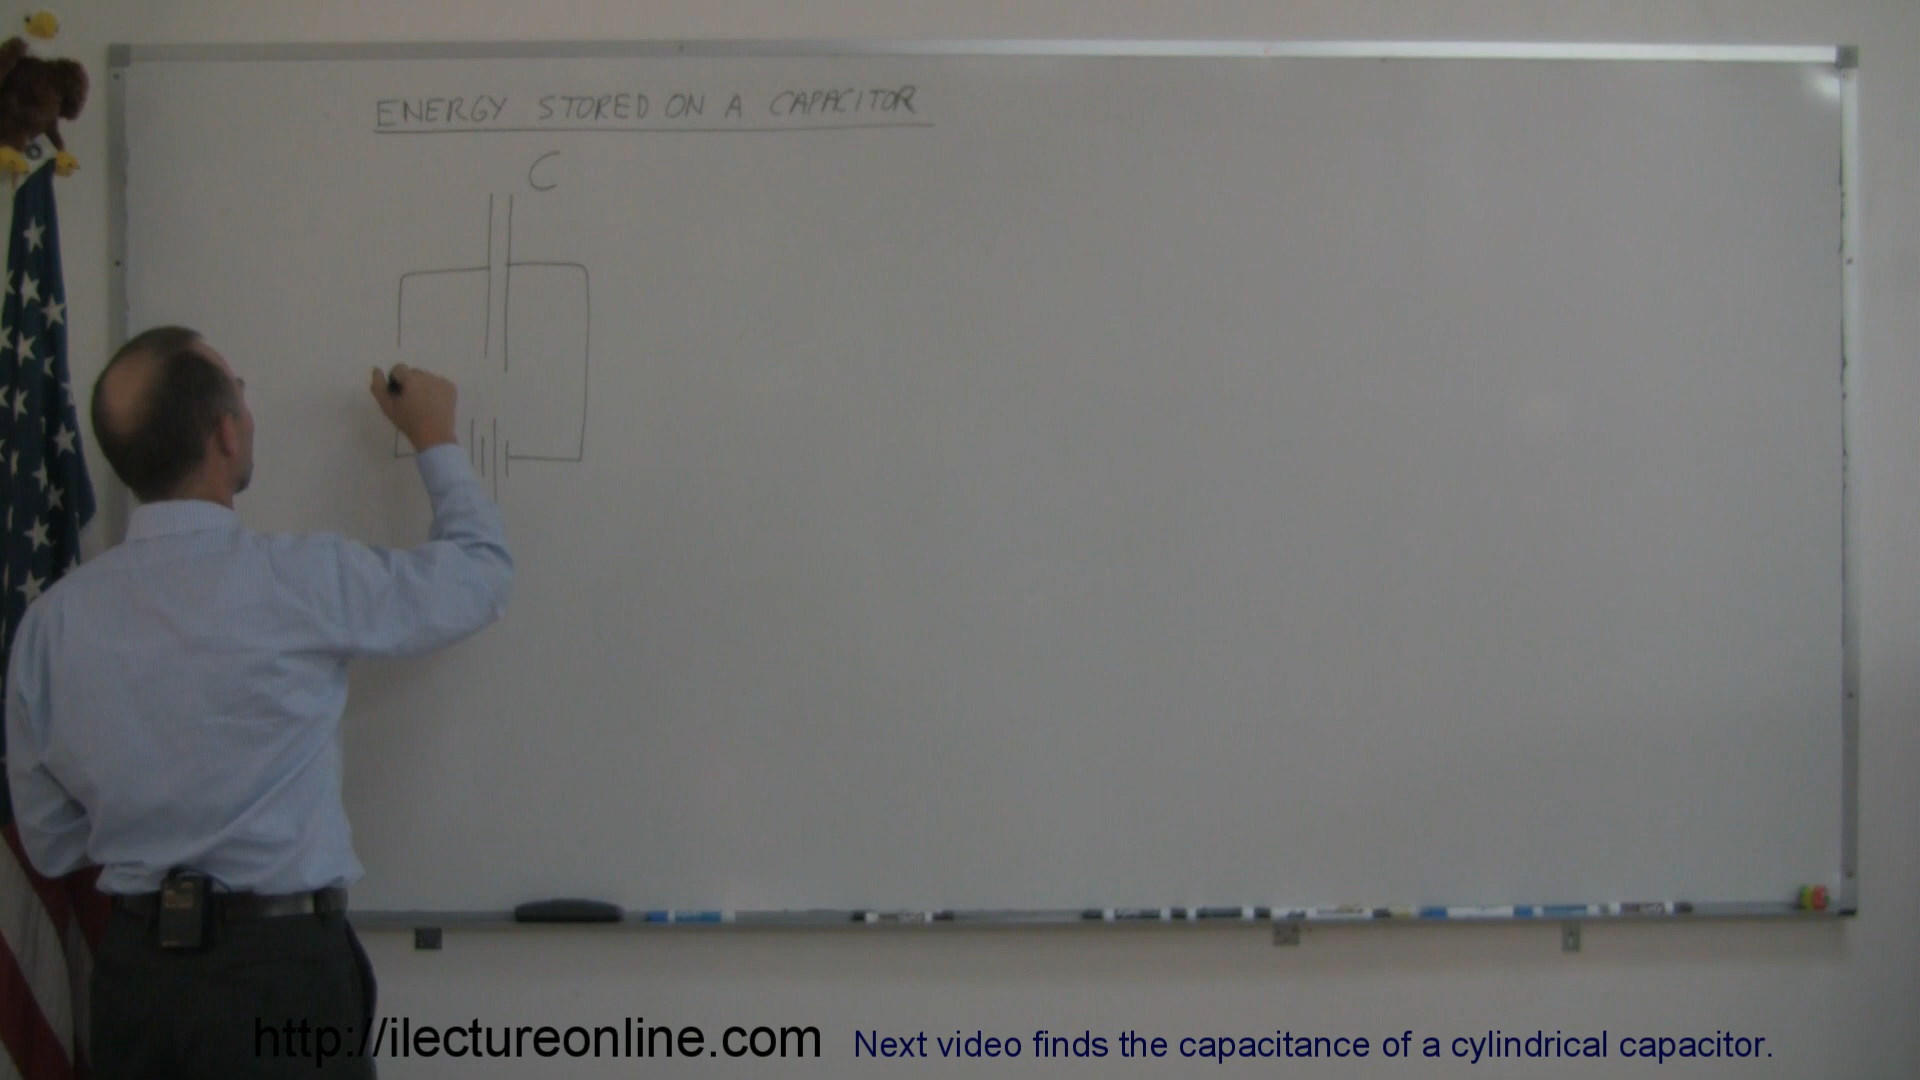 ENERGY STORED ON A CAPACITOR
C
http://ilectureonline.com Next video finds the capacitance of a cylindrical capacitor.